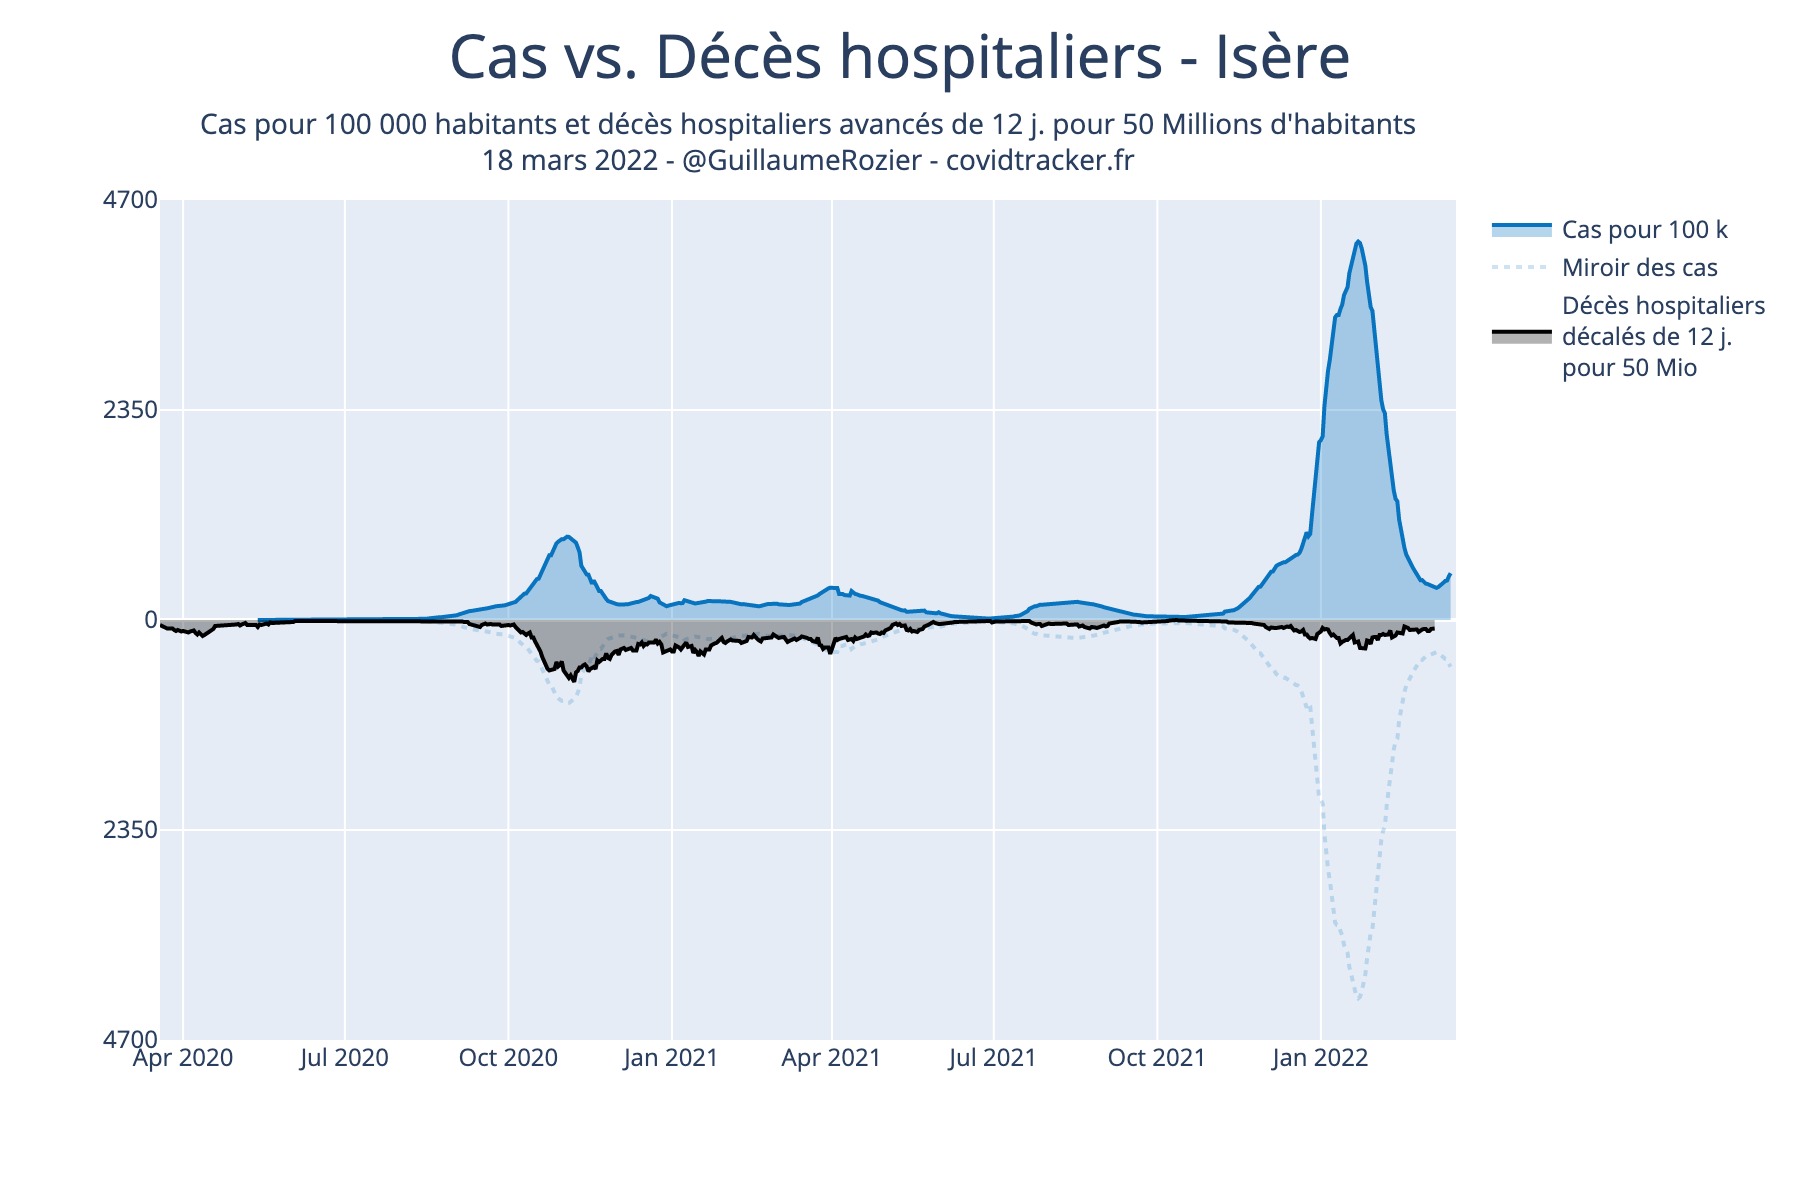 Cas vs. Décès hospitaliers - Isère
Cas pour 100 000 habitants et décès hospitaliers avancés de 12 j. pour 50 Millions d'habitants
18 mars 2022 - @GuillaumeRozier - covidtracker.fr
4700
2350
0
2350
4700
Apr 2020
Jul 2020
Oct 2020
Jan 2021
Apr 2021
Jul 2021
Oct 2021
Jan 2022
Cas pour 100 k
Miroir des cas
Décès hospitaliers
décalés de 12 j.
pour 50 Mio